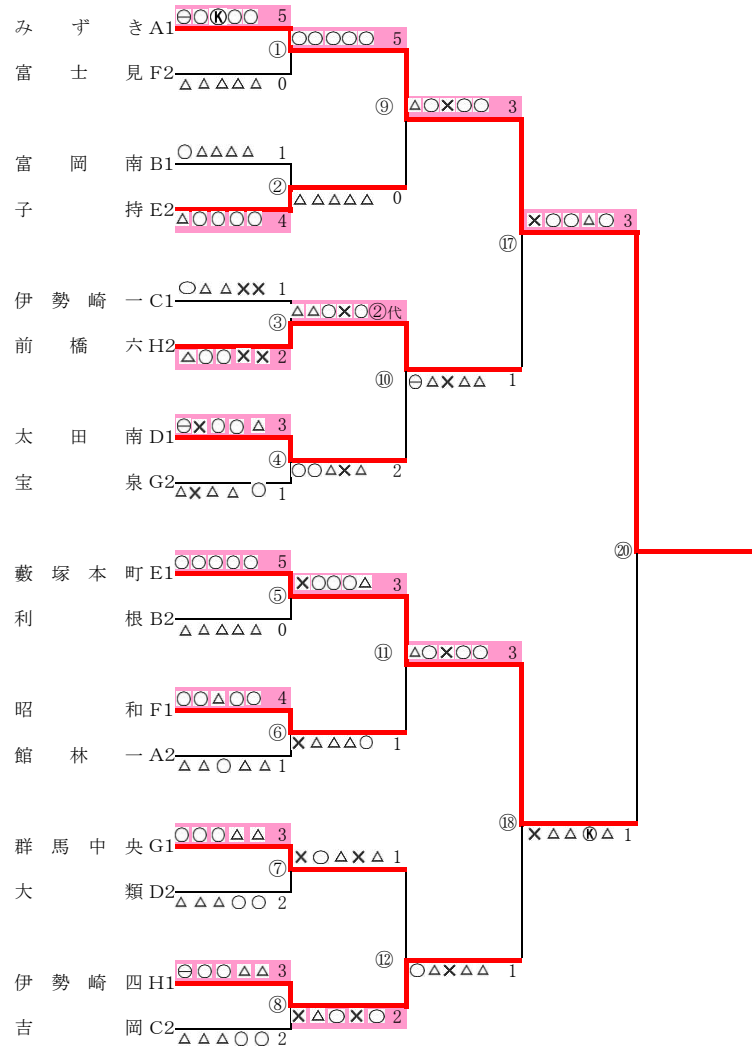 みずき A1 ⊖○Ⓚ○○ 5
① ○○○○○ 5
富士見 F2 △△△△△ 0
⑨ △○×○○ 3
富岡南 B1 ○△△△△ 1
② △△△△△ 0
子持 E2 △○○○○ 4
⑰ ×○○△○ 3
伊勢崎一 C1 ○△△×× 1
③ △△○×○②代
前橋六 H2 △○○×× 2
⑩ ⊖△×△△ 1
太田南 D1 ⊖×○○△ 3
④ ○○△×△ 2
宝泉 G2 △×△△○ 1
⑳
藪塚本町 E1 ○○○○○ 5
⑤ ×○○○△ 3
利根 B2 △△△△△ 0
⑪ △○×○○ 3
昭和 F1 ○○△○○ 4
⑥ ×△△△○ 1
館林一 A2 △△○△△ 1
⑱ ×△△Ⓚ△ 1
群馬中央 G1 ○○○△△ 3
⑦ ×○△×△ 1
大類 D2 △△△○○ 2
⑫ ○△×△△ 1
伊勢崎四 H1 ⊖○○△△ 3
⑧ ×△○×○ 2
吉岡 C2 △△△○○ 2